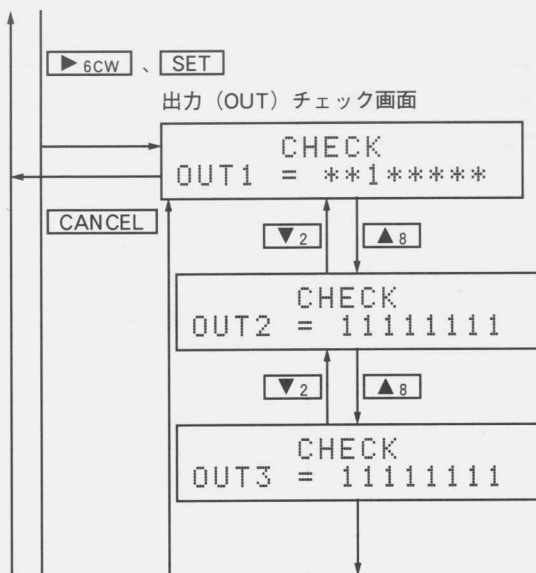 ▶6CW 、 SET
出力（OUT）チェック画面
CHECK
OUT1 = **1*****
CANCEL
▼2 ▲8
CHECK
OUT2 = 11111111
▼2 ▲8
CHECK
OUT3 = 11111111